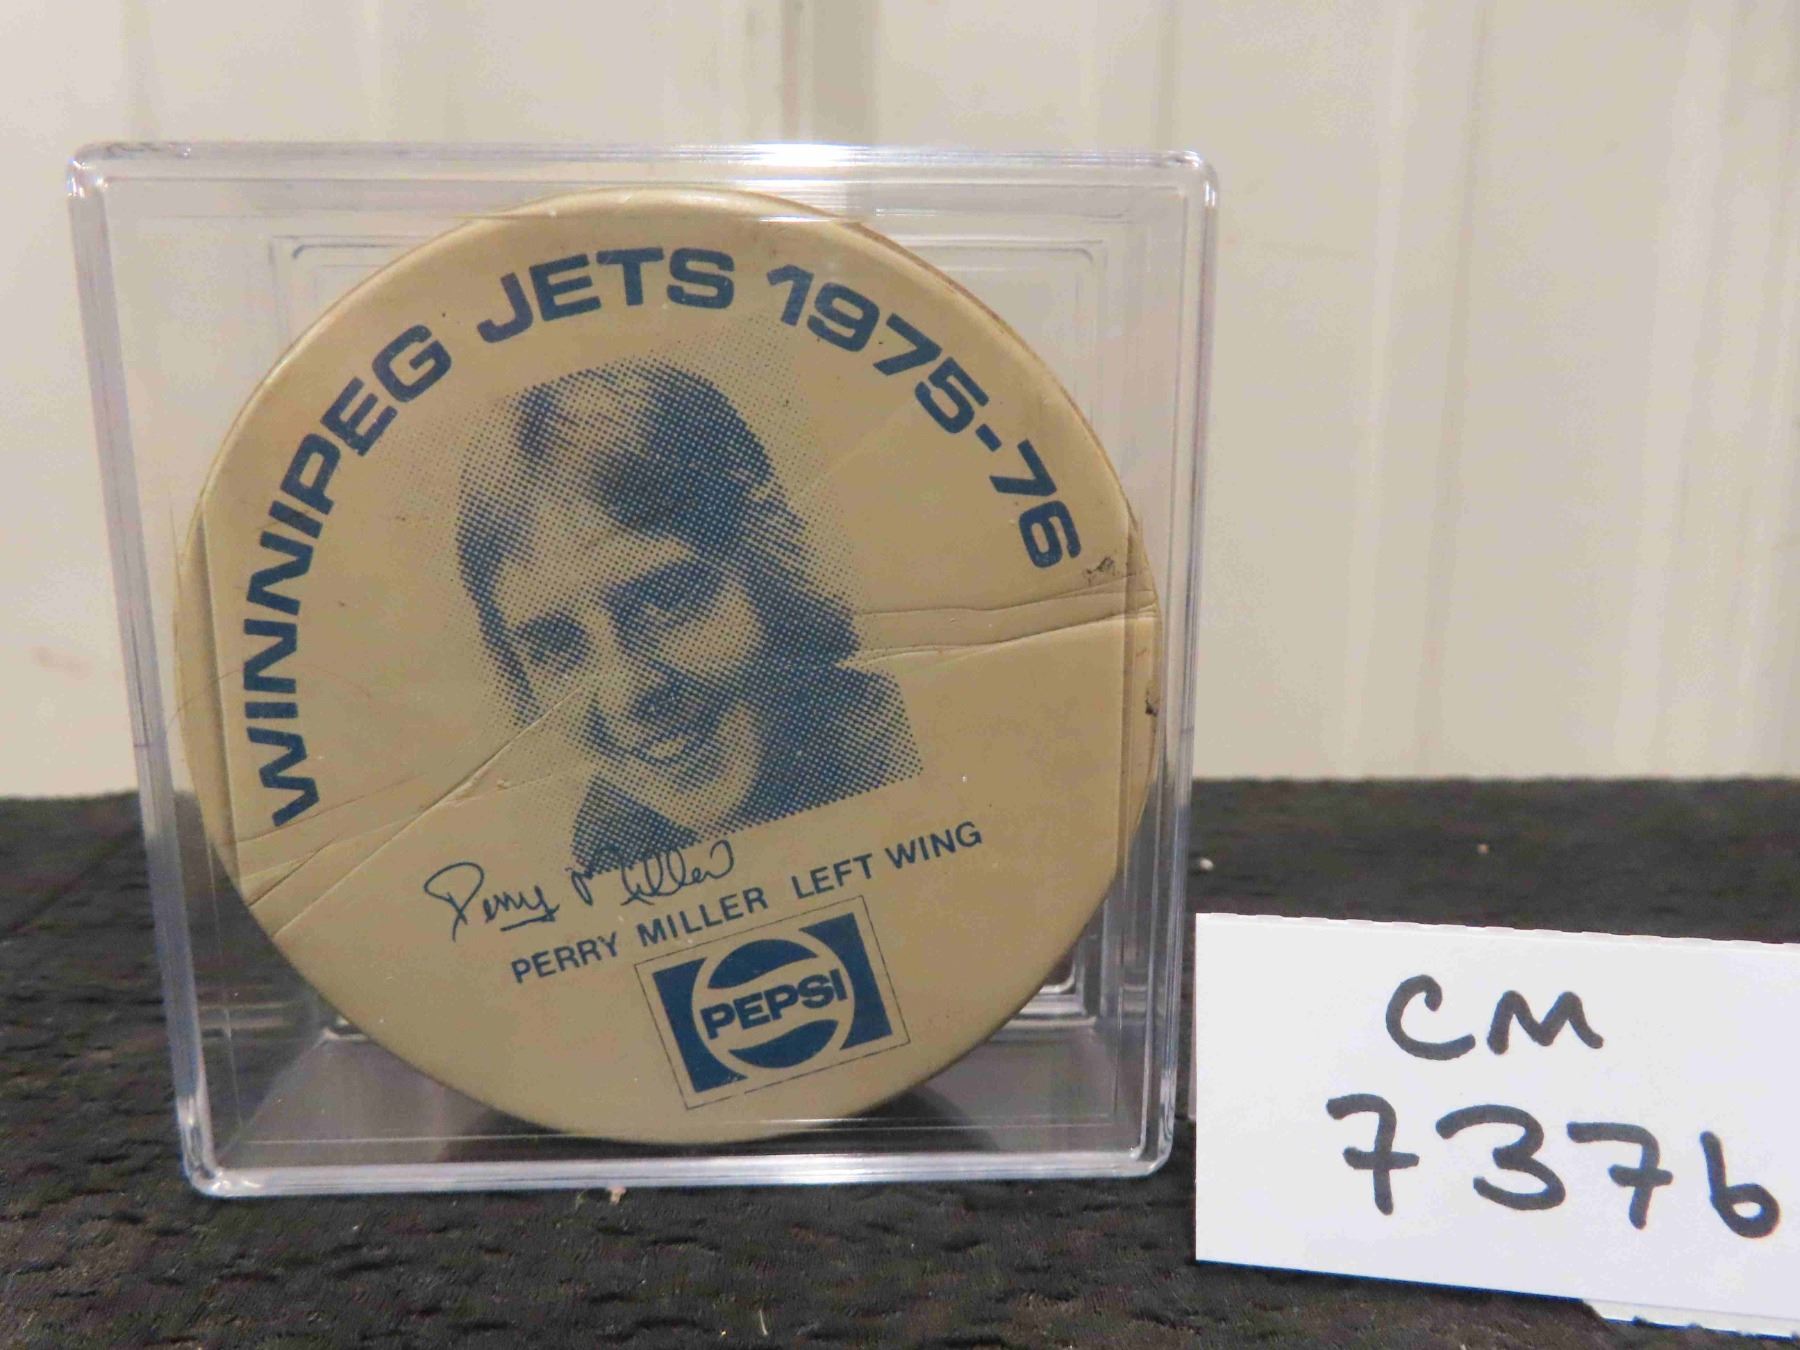 WINNIPEG JETS 1975-76
Perry Miller
PERRY MILLER LEFT WING
PEPSI
CM
7376